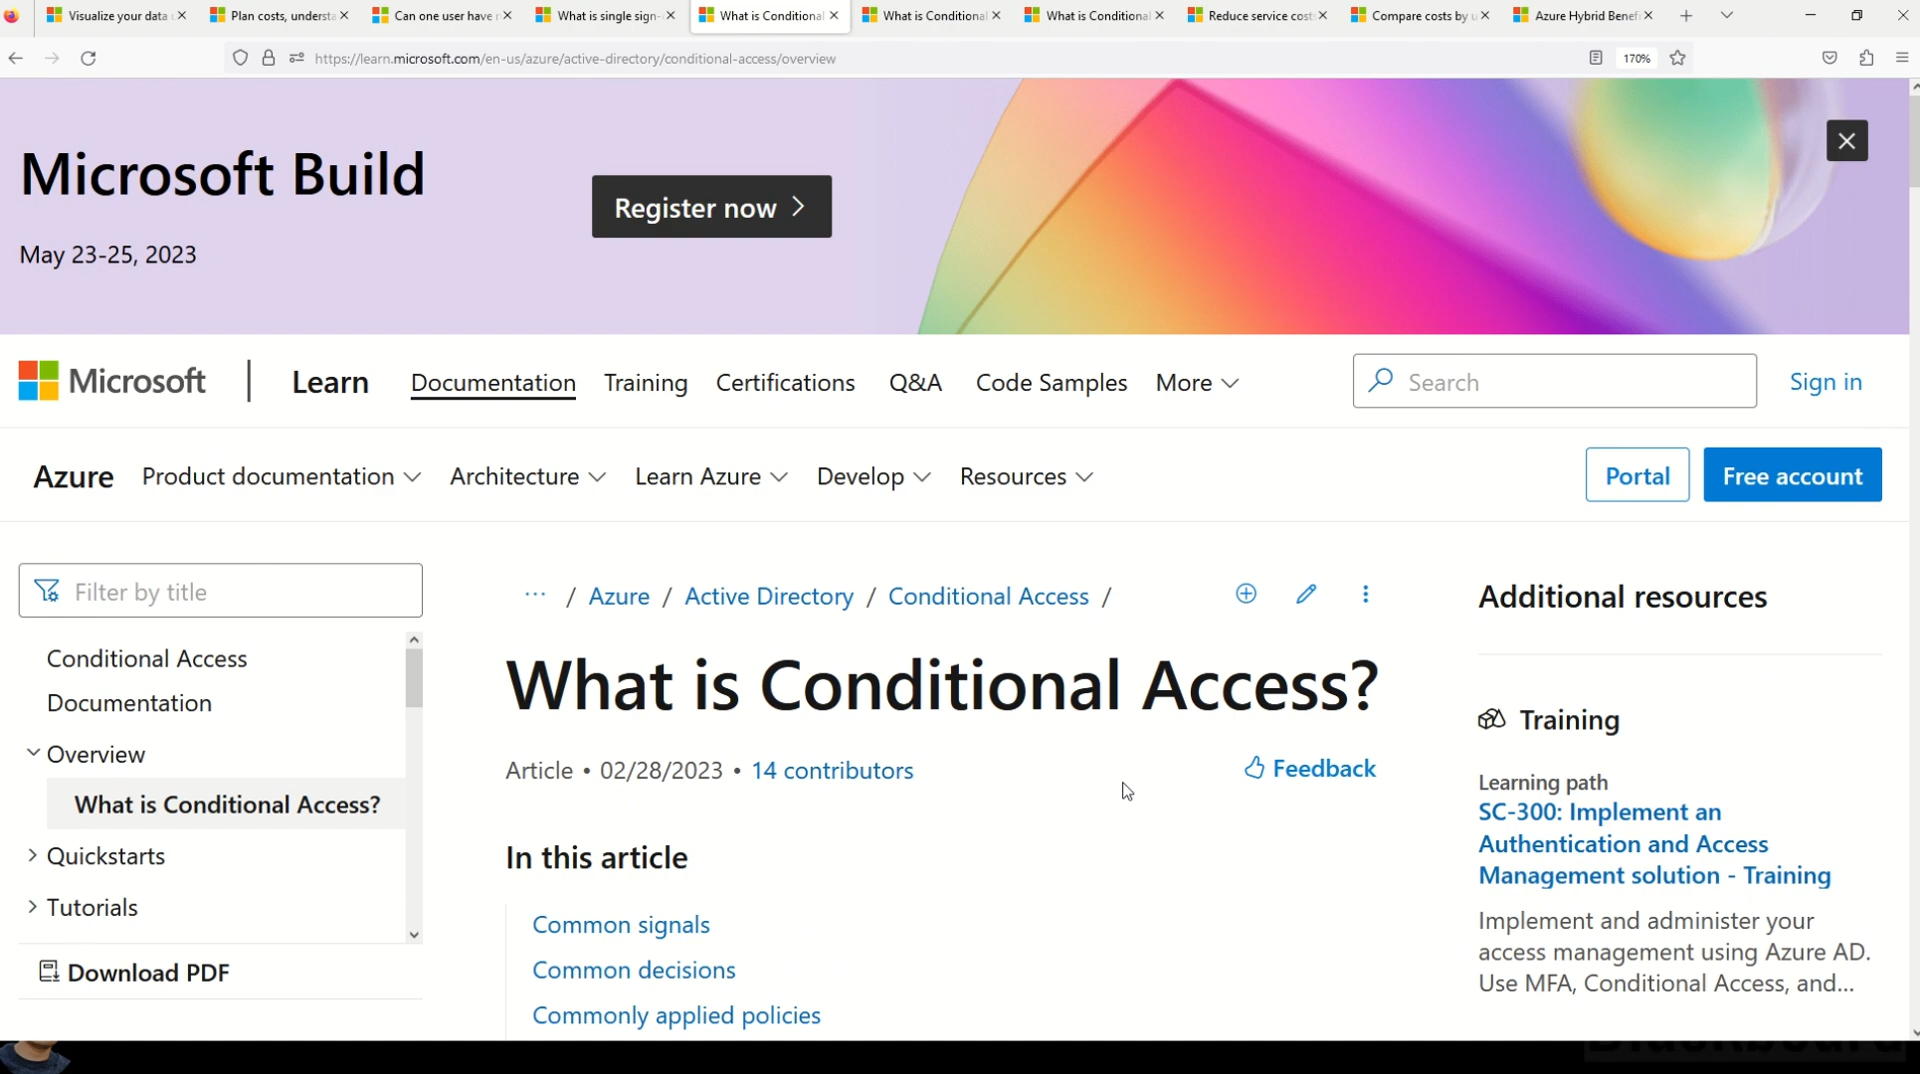 Visualize your data
Plan costs, understa
Can one user have
What is single sign-
What is Conditional
What is Conditional
What is Conditional
Reduce service cost
Compare costs by
Azure Hybrid Benef
https://learn.microsoft.com/en-us/azure/active-directory/conditional-access/overview
170%
Microsoft Build
Register now
May 23-25, 2023
Microsoft
Learn
Documentation
Training
Certifications
Q&A
Code Samples
More
Search
Sign in
Azure
Product documentation
Architecture
Learn Azure
Develop
Resources
Portal
Free account
Filter by title
Conditional Access
Documentation
Overview
What is Conditional Access?
Quickstarts
Tutorials
Download PDF
··· / Azure / Active Directory / Conditional Access /
What is Conditional Access?
Article • 02/28/2023 • 14 contributors
Feedback
In this article
Common signals
Common decisions
Commonly applied policies
Additional resources
Training
Learning path
SC-300: Implement an
Authentication and Access
Management solution - Training
Implement and administer your
access management using Azure AD.
Use MFA, Conditional Access, and...